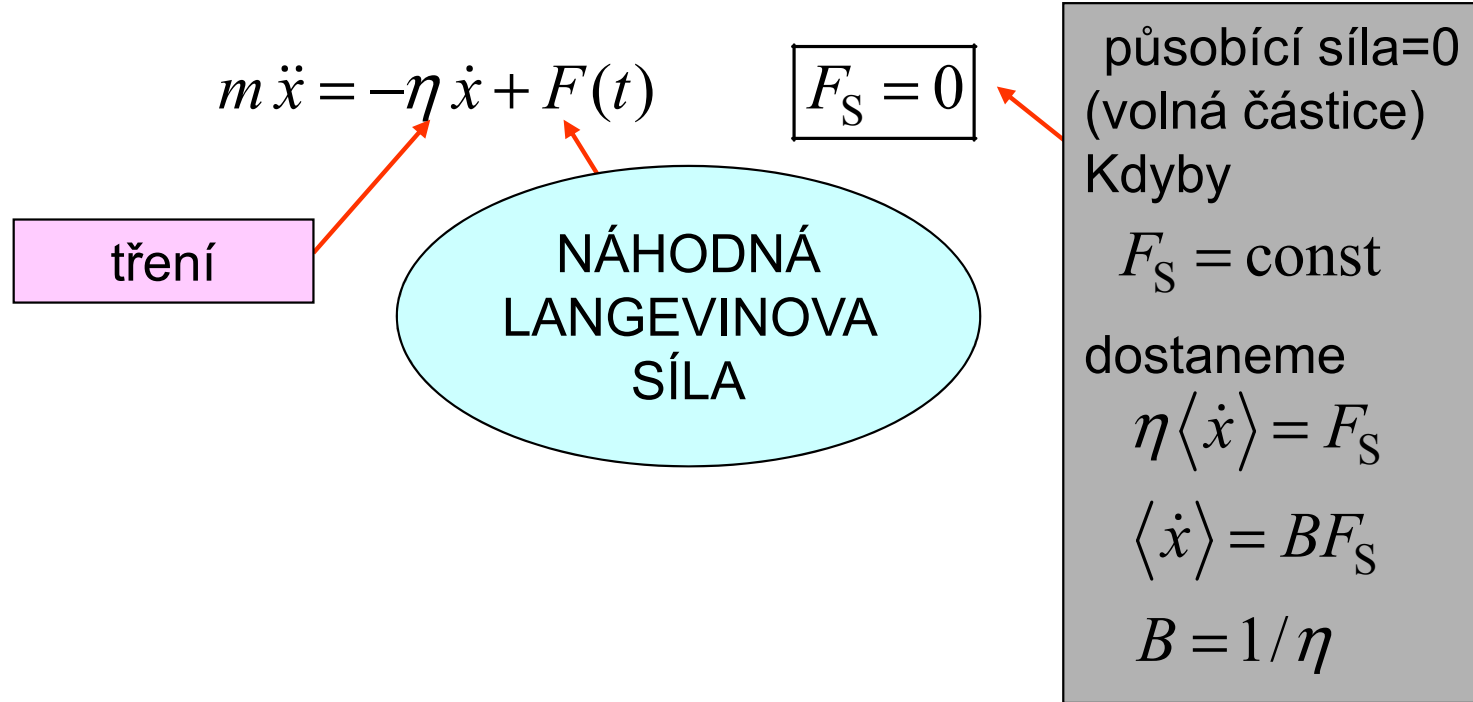 m ẍ = −η ẋ + F(t)
F_S = 0
tření
NÁHODNÁ
LANGEVINOVA
SÍLA
působící síla=0
(volná částice)
Kdyby
F_S = const
dostaneme
η⟨ẋ⟩ = F_S
⟨ẋ⟩ = BF_S
B = 1/η